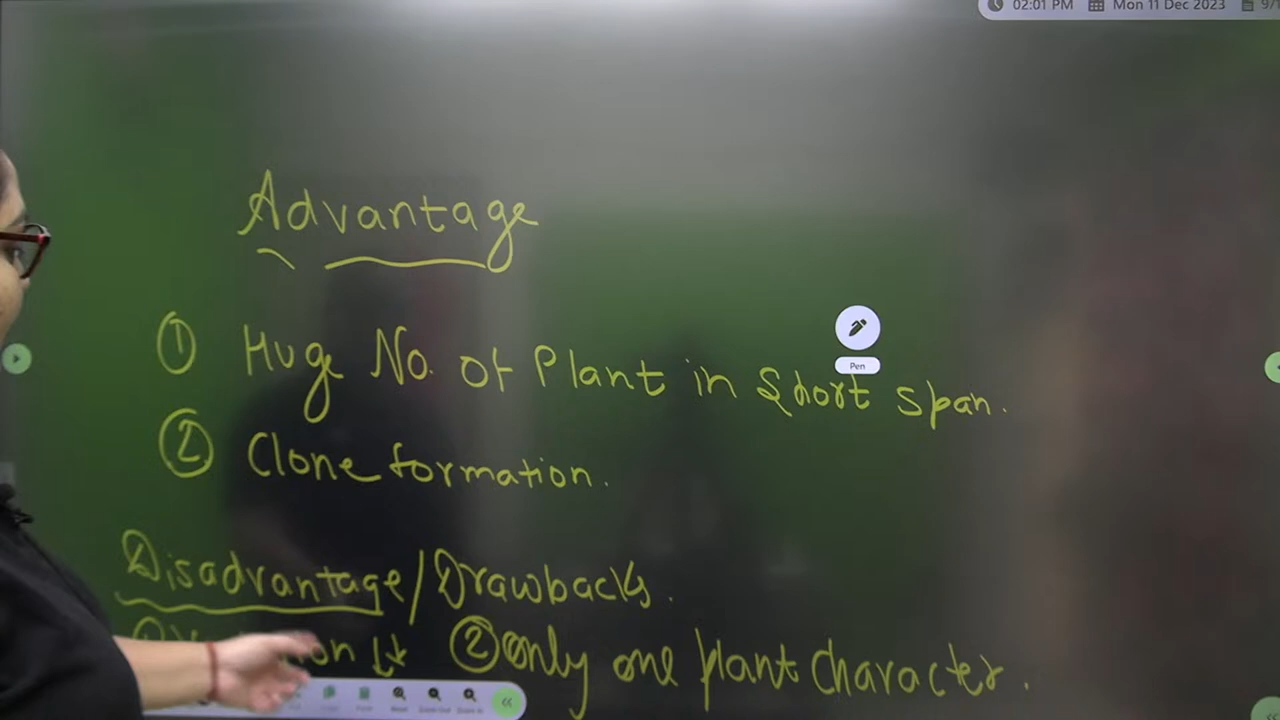 02:01 PM Mon 11 Dec 2023
Advantage
Pen
① Huge No. of Plant in Short span.
② Clone formation.
Disadvantage/Drawbacks.
② only one plant character.